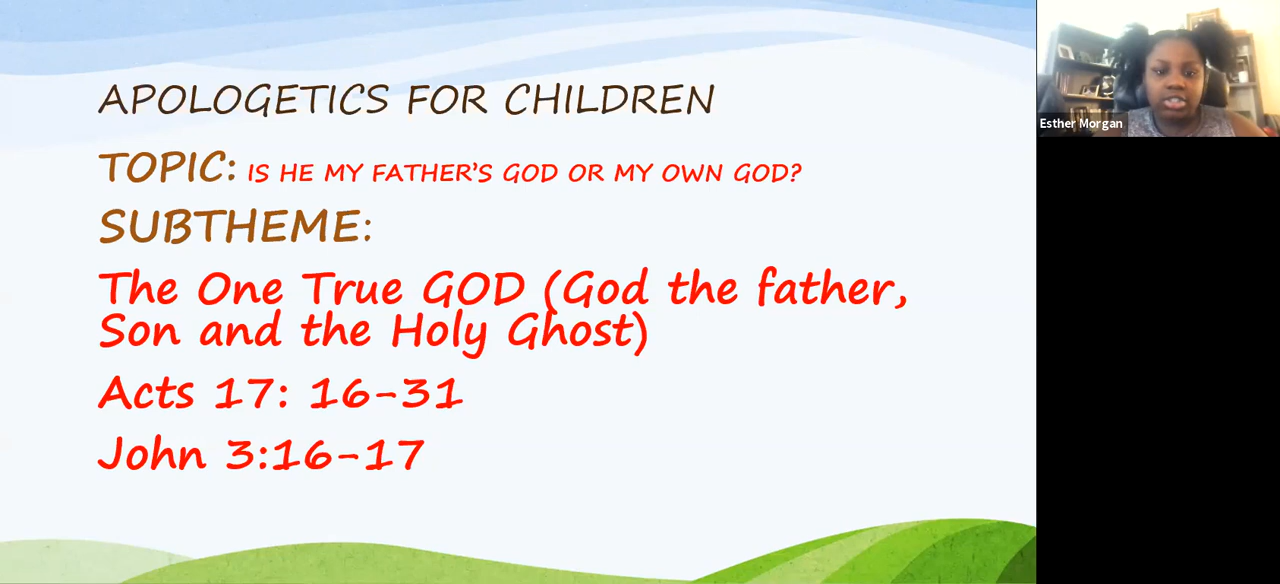 APOLOGETICS FOR CHILDREN
TOPIC: IS HE MY FATHER'S GOD OR MY OWN GOD?
SUBTHEME:
The One True GOD (God the father,
Son and the Holy Ghost)
Acts 17: 16-31
John 3:16-17
Esther Morgan